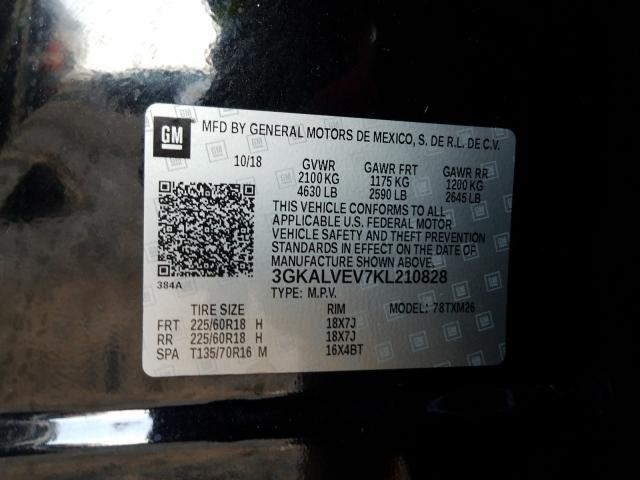 GM MFD BY GENERAL MOTORS DE MEXICO, S. DE R.L. DE C.V.
10/18 GVWR GAWR FRT GAWR RR
2100 KG 1175 KG 1200 KG
4630 LB 2590 LB 2645 LB
THIS VEHICLE CONFORMS TO ALL
APPLICABLE U.S. FEDERAL MOTOR
VEHICLE SAFETY AND THEFT PREVENTION
STANDARDS IN EFFECT ON THE DATE OF
MANUFACTURE SHOWN ABOVE.
384A 3GKALVEV7KL210828
TYPE: M.P.V. MODEL: 78TXM26
TIRE SIZE RIM
FRT 225/60R18 H 18X7J
RR 225/60R18 H 18X7J
SPA T135/70R16 M 16X4BT